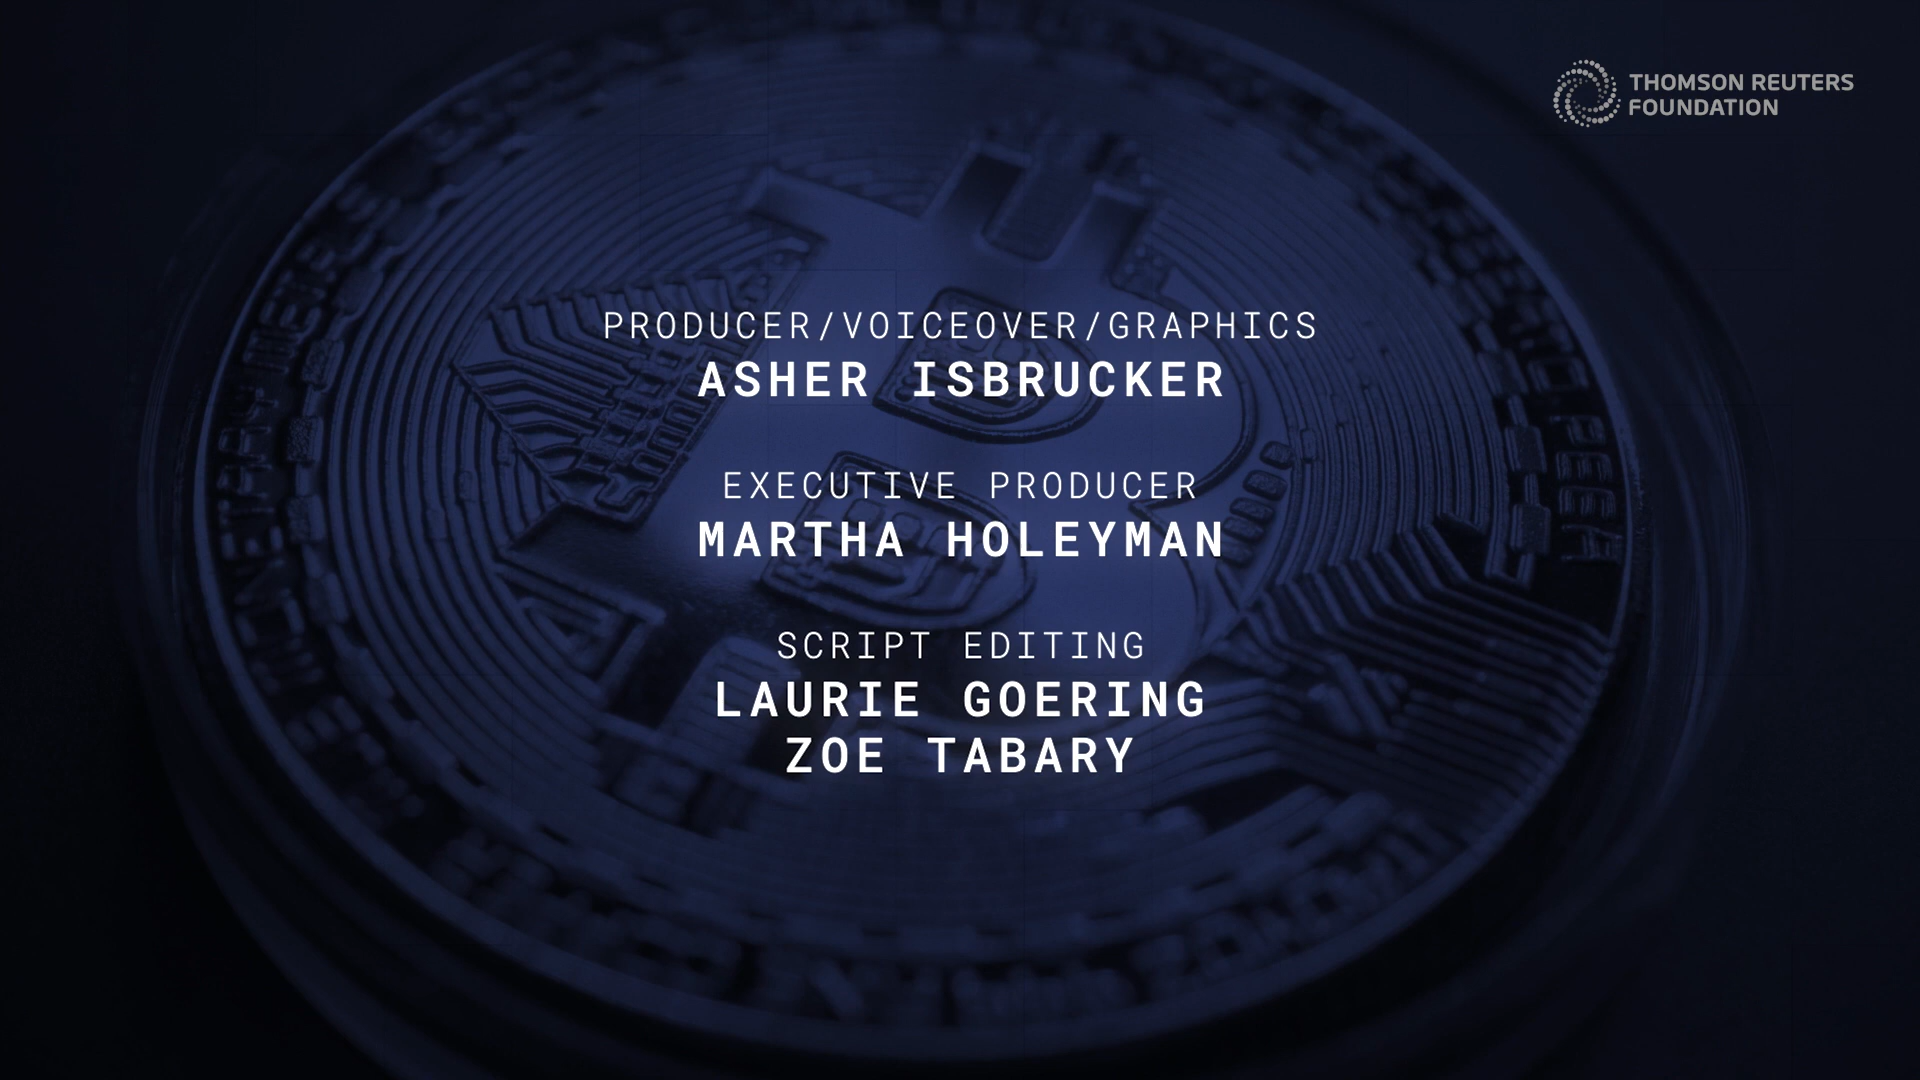 THOMSON REUTERS
FOUNDATION
PRODUCER/VOICEOVER/GRAPHICS
ASHER ISBRUCKER
EXECUTIVE PRODUCER
MARTHA HOLEYMAN
SCRIPT EDITING
LAURIE GOERING
ZOE TABARY